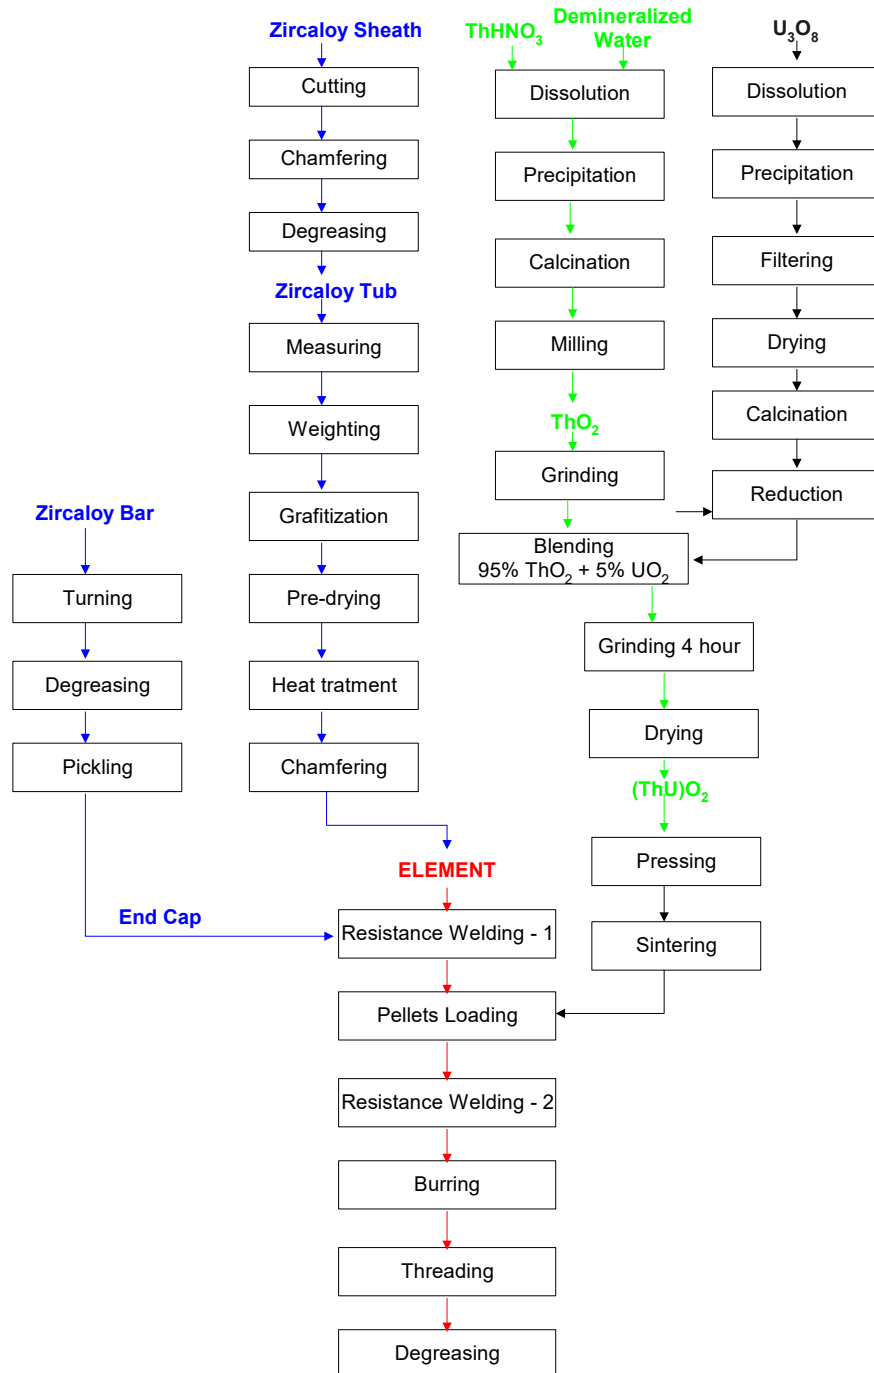 Zircaloy Sheath
Cutting
Chamfering
Degreasing
Zircaloy Tub
Measuring
Weighting
Grafitization
Pre-drying
Heat tratment
Chamfering
Zircaloy Bar
Turning
Degreasing
Pickling
End Cap
ThHNO₃
Demineralized
Water
Dissolution
Precipitation
Calcination
Milling
ThO₂
Grinding
U₃O₈
Dissolution
Precipitation
Filtering
Drying
Calcination
Reduction
Blending
95% ThO₂ + 5% UO₂
Grinding 4 hour
Drying
(ThU)O₂
Pressing
Sintering
ELEMENT
Resistance Welding - 1
Pellets Loading
Resistance Welding - 2
Burring
Threading
Degreasing